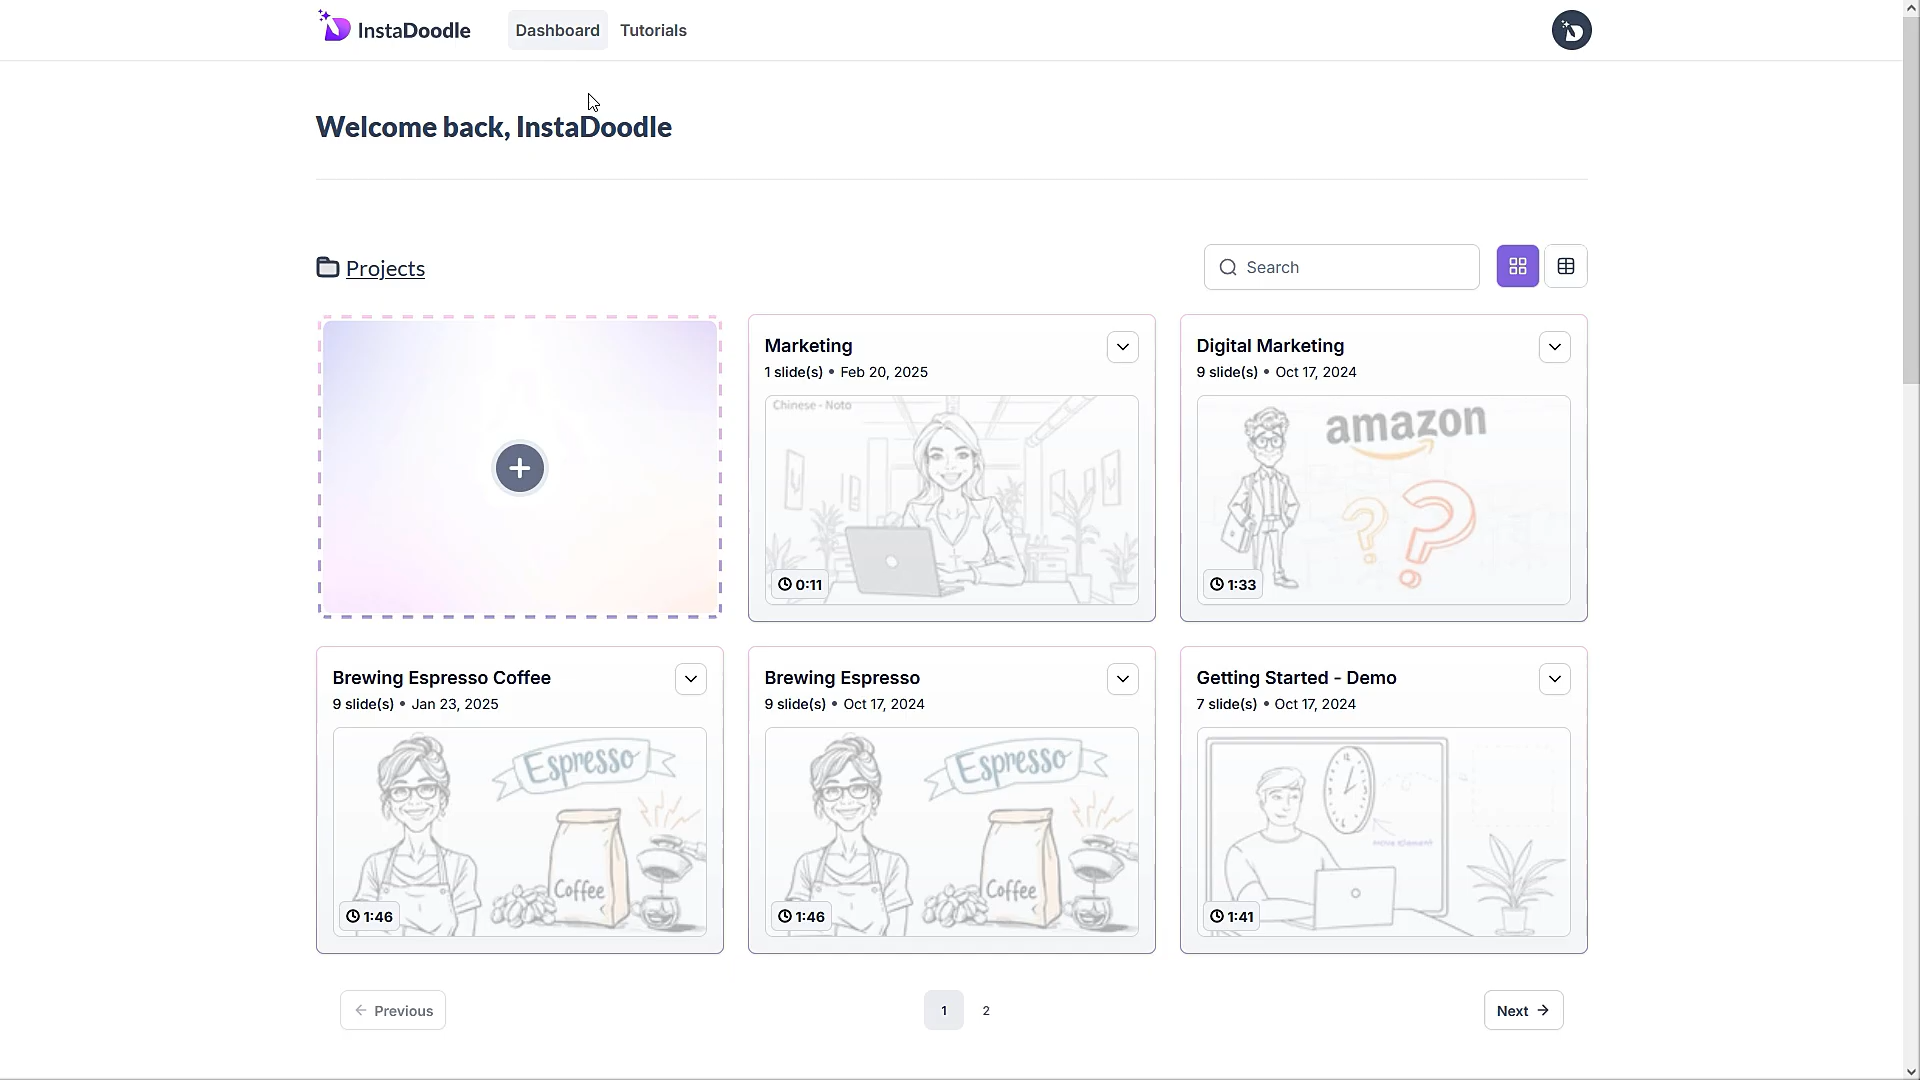 InstaDoodle
Dashboard
Tutorials
Welcome back, InstaDoodle
Projects
Search
Marketing
1 slide(s) • Feb 20, 2025
Chinese - Noto
0:11
Digital Marketing
9 slide(s) • Oct 17, 2024
amazon
? ?
1:33
Brewing Espresso Coffee
9 slide(s) • Jan 23, 2025
Espresso
Coffee
1:46
Brewing Espresso
9 slide(s) • Oct 17, 2024
Espresso
Coffee
1:46
Getting Started - Demo
7 slide(s) • Oct 17, 2024
1:41
← Previous
1
2
Next →